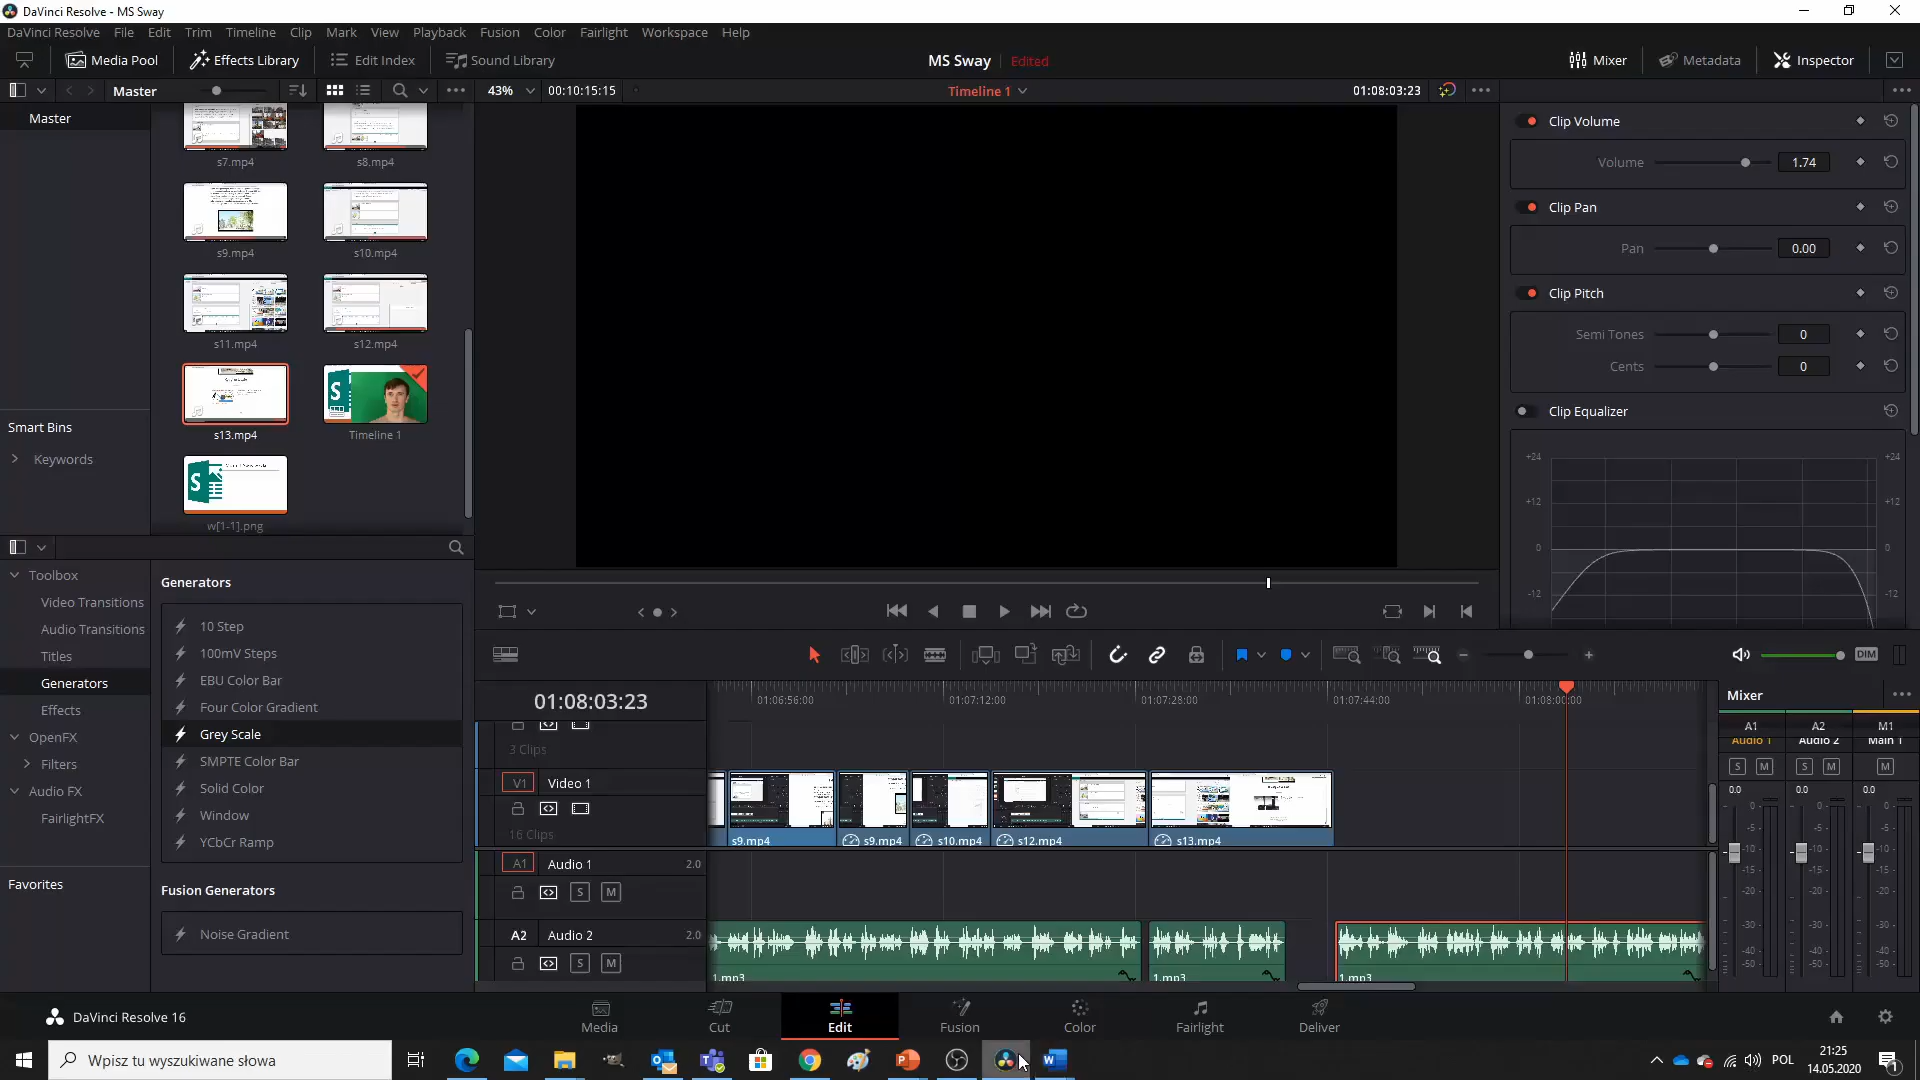 DaVinci Resolve - MS Sway
DaVinci Resolve File Edit Trim Timeline Clip Mark View Playback Fusion Color Fairlight Workspace Help
Media Pool Effects Library Edit Index Sound Library MS Sway Edited Mixer Metadata Inspector
Master 43% 00:10:15:15 Timeline 1 01:08:03:23
Master
s7.mp4 s8.mp4
s9.mp4 s10.mp4
s11.mp4 s12.mp4
s13.mp4 Timeline 1
w[1-1].png
Smart Bins
Keywords
Clip Volume
Volume 1.74
Clip Pan
Pan 0.00
Clip Pitch
Semi Tones 0
Cents 0
Clip Equalizer
+24 +24
+12 +12
0 0
-12 -12
Toolbox
Video Transitions
Audio Transitions
Titles
Generators
Effects
OpenFX
Filters
Audio FX
FairlightFX
Favorites
Generators
10 Step
100mV Steps
EBU Color Bar
Four Color Gradient
Grey Scale
SMPTE Color Bar
Solid Color
Window
YCbCr Ramp
Fusion Generators
Noise Gradient
DIM
01:08:03:23
01:06:56:00 01:07:12:00 01:07:28:00 01:07:44:00 01:08:00:00
3 Clips
V1 Video 1
16 Clips
s9.mp4 s9.mp4 s10.mp4 s12.mp4 s13.mp4
A1 Audio 1 2.0
S M
A2 Audio 2 2.0
S M
1.mp3 1.mp3 1.mp3
Mixer
A1 A2 M1
Audio 1 Audio 2 Main 1
S M S M M
0.0 0.0 0.0
0 0 0
-5 -5 -5
-10 -10 -10
-15 -15 -15
-20 -20 -20
-30 -30 -30
-40 -40 -40
-50 -50 -50
DaVinci Resolve 16
Media Cut Edit Fusion Color Fairlight Deliver
Wpisz tu wyszukiwane słowa
POL 21:25
14.05.2020
1